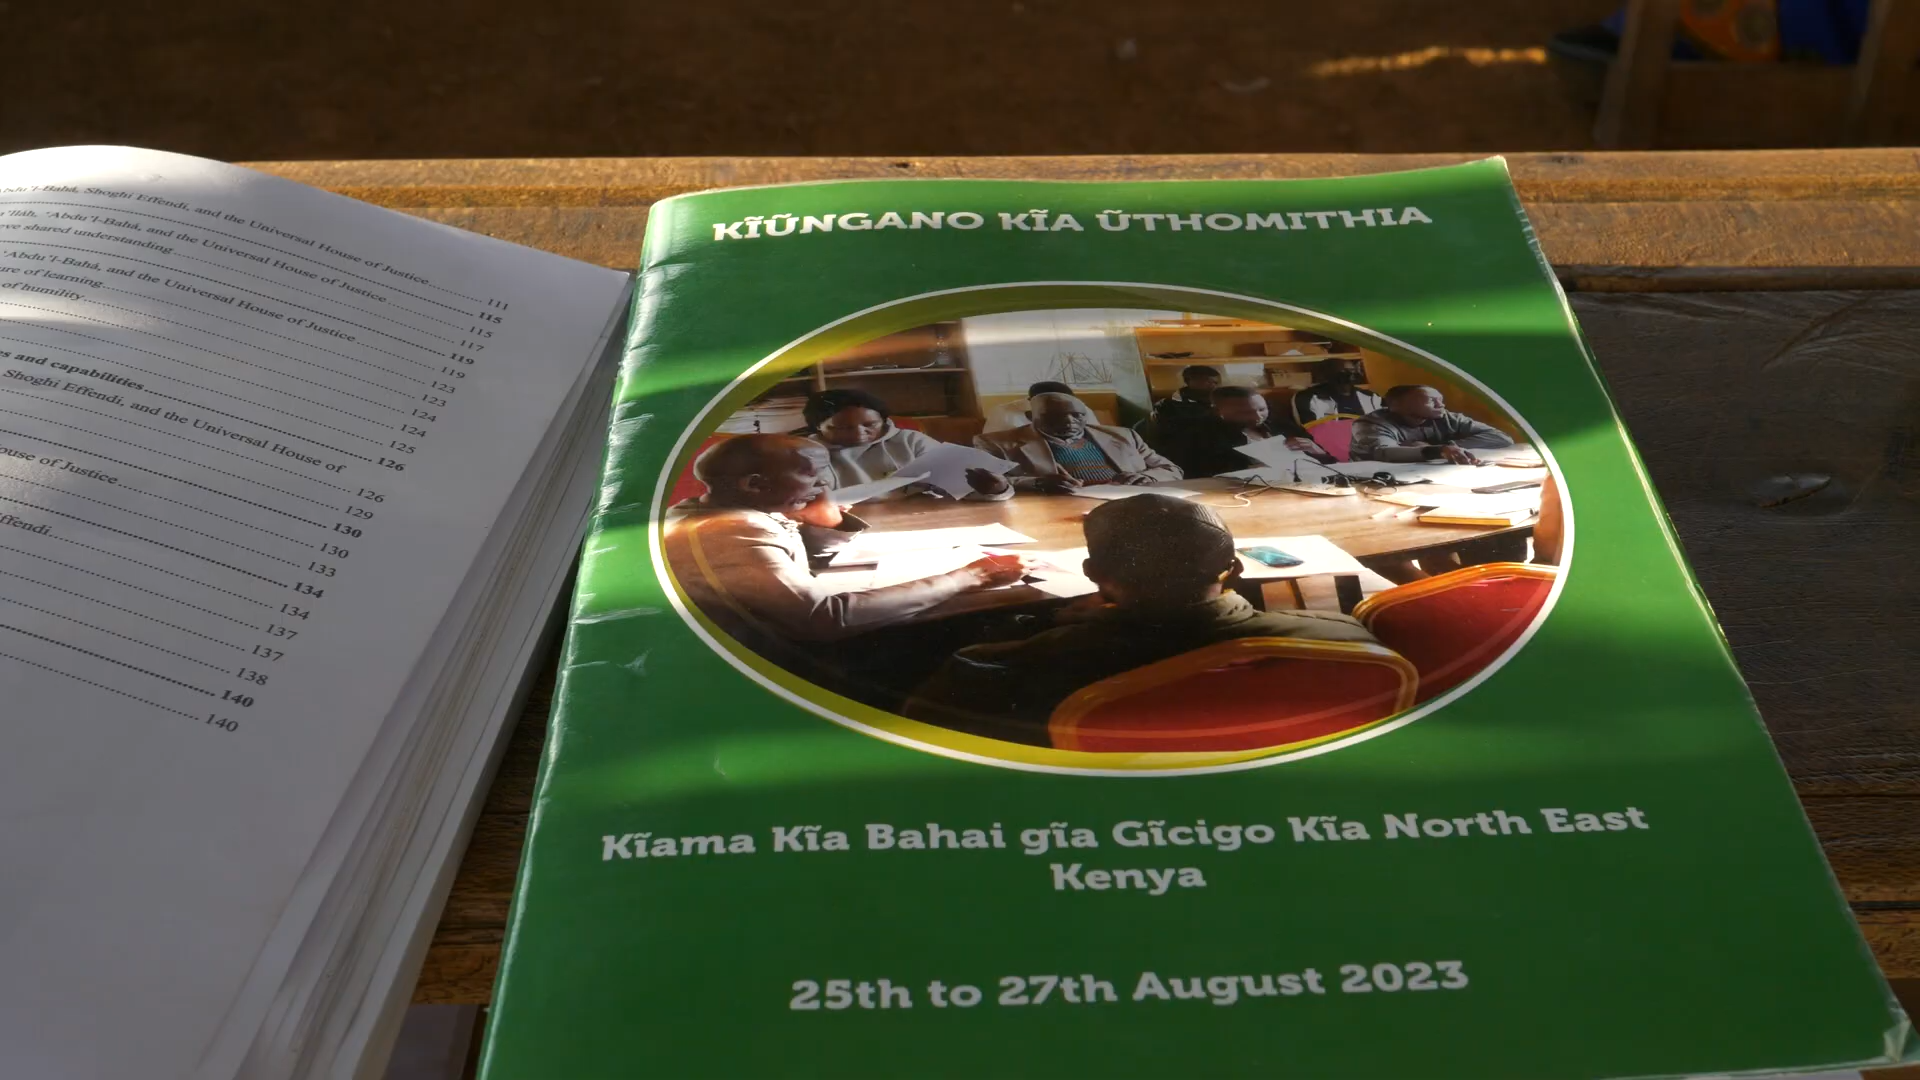 Abdu'l-Bahá, Shoghi Effendi, and the Universal House of Justice 111
115
'lláh, 'Abdu'l-Bahá, and the Universal House of Justice 115
shared understanding 117
119
'Abdu'l-Bahá, and the Universal House of Justice 119
of learning 123
of humility 123
124
124
and capabilities 125
126
Shoghi Effendi, and the Universal House of
126
129
House of Justice 130
130
133
134
Effendi 134
137
137
138
140
140
KĨŨNGANO KĨA ŨTHOMITHIA
Kĩama Kĩa Bahai gĩa Gĩcigo Kĩa North East
Kenya
25th to 27th August 2023